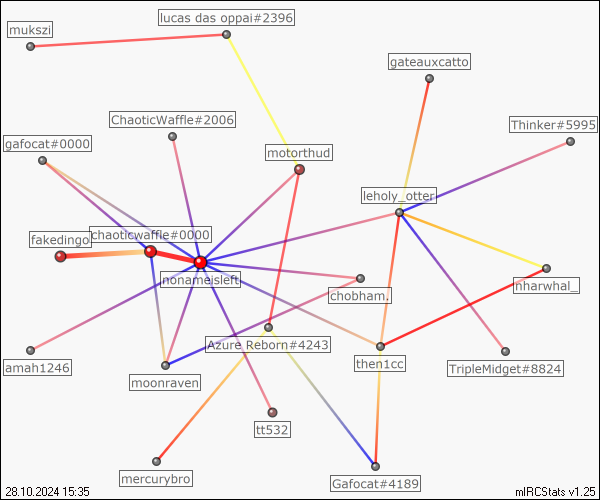 lucas das oppai#2396
mukszi
gateauxcatto
ChaoticWaffle#2006
Thinker#5995
gafocat#0000
motorthud
leholy_otter
chaoticwaffle#0000
fakedingo
nonameisleft
nharwhal_
chobham.
Azure Reborn#4243
then1cc
amah1246
TripleMidget#8824
moonraven
tt532
mercurybro
Gafocat#4189
28.10.2024 15:35
mIRCStats v1.25